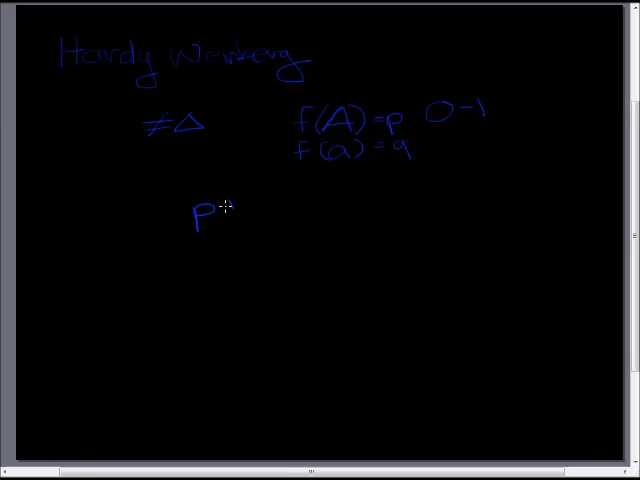 Hardy Weinberg
≠∆ f(A) = p 0-1
f(a) = q
p